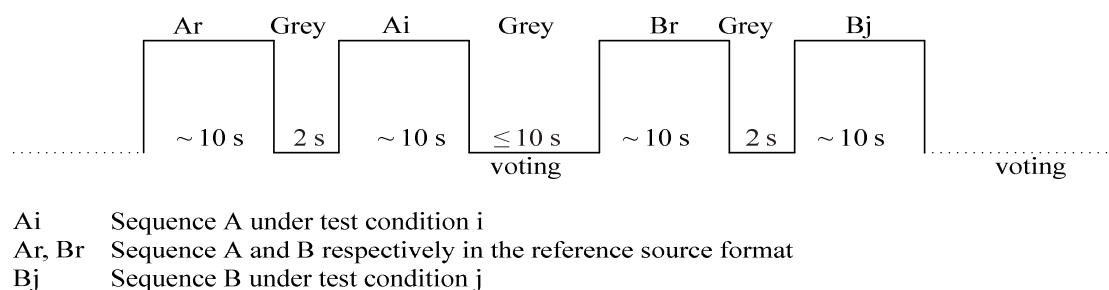 Ar Grey Ai Grey Br Grey Bj
~ 10 s 2 s ~ 10 s ≤ 10 s ~ 10 s 2 s ~ 10 s
voting voting
Ai Sequence A under test condition i
Ar, Br Sequence A and B respectively in the reference source format
Bj Sequence B under test condition j